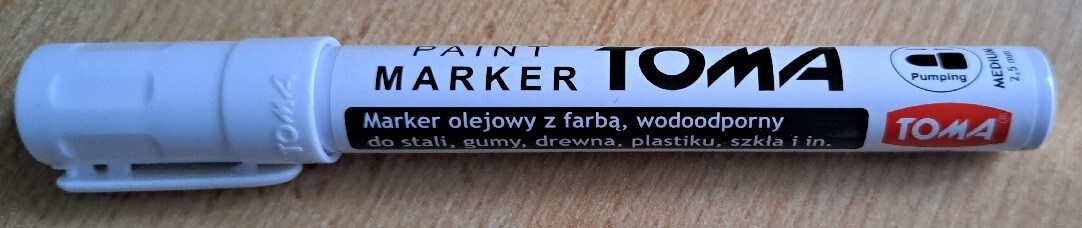 TOMA
PAINT
MARKER TOMA
Marker olejowy z farbą, wodoodporny
do stali, gumy, drewna, plastiku, szkła i in.
Pumping
MEDIUM
2,5 mm
TOMA®